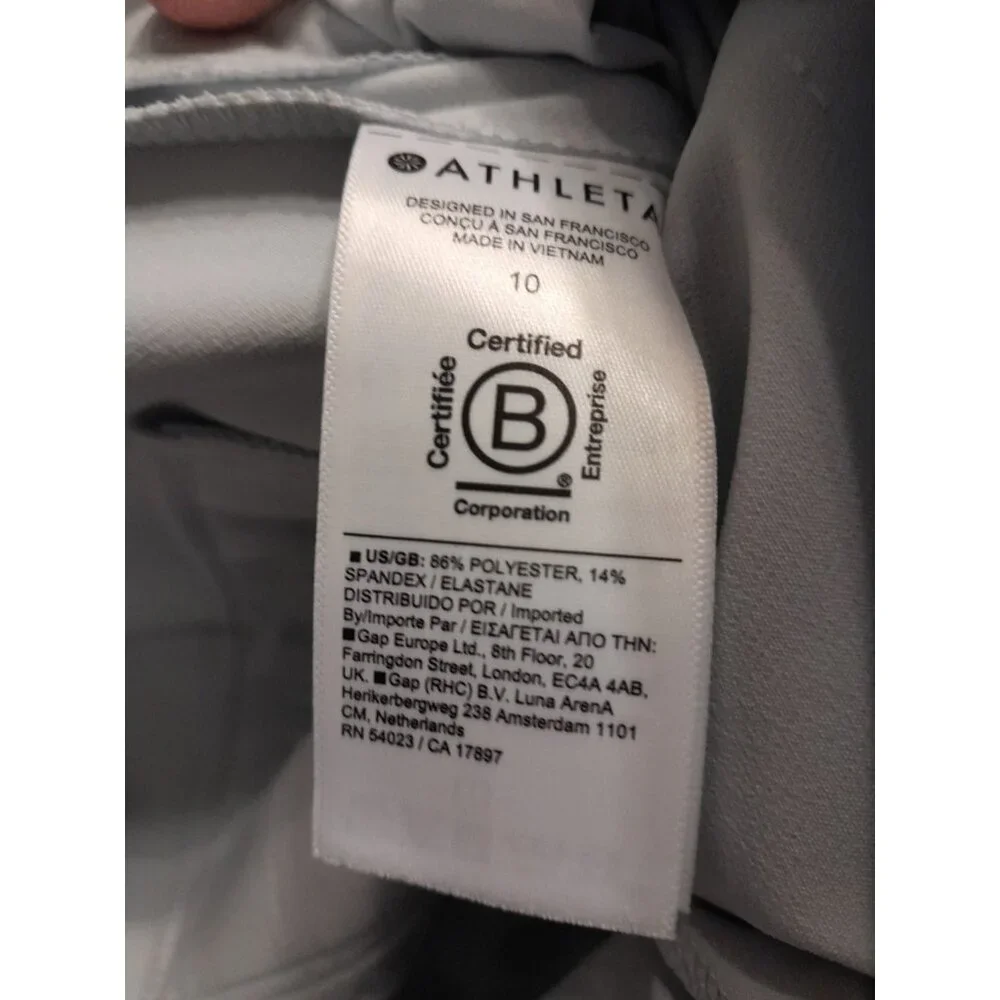 ATHLETA
DESIGNED IN SAN FRANCISCO
CONÇU À SAN FRANCISCO
MADE IN VIETNAM
10
Certified
Certifiée
B
Entreprise
®
Corporation
US/GB: 86% POLYESTER, 14%
SPANDEX / ELASTANE
DISTRIBUIDO POR / Imported
By/Importe Par / ΕΙΣΑΓΕΤΑΙ ΑΠΟ ΤΗΝ:
Gap Europe Ltd., 8th Floor, 20
Farringdon Street, London, EC4A 4AB,
UK. Gap (RHC) B.V. Luna ArenA
Herikerbergweg 238 Amsterdam 1101
CM, Netherlands
RN 54023 / CA 17897